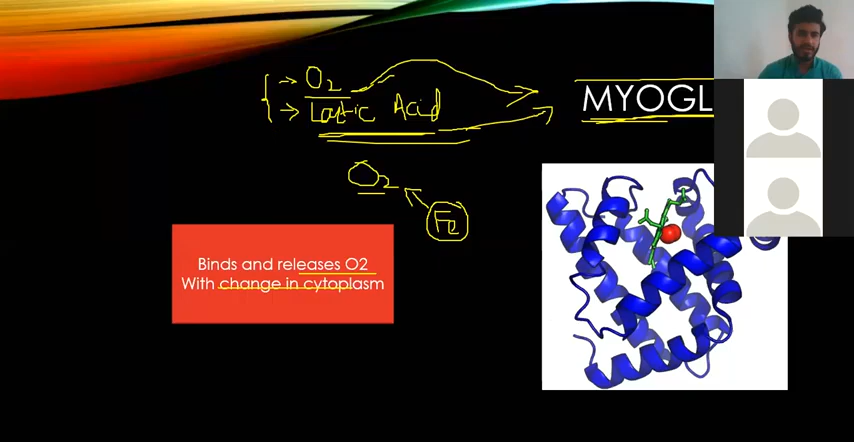 O2
Lactic Acid
MYOGL
O2
Fe
Binds and releases O2
With change in cytoplasm